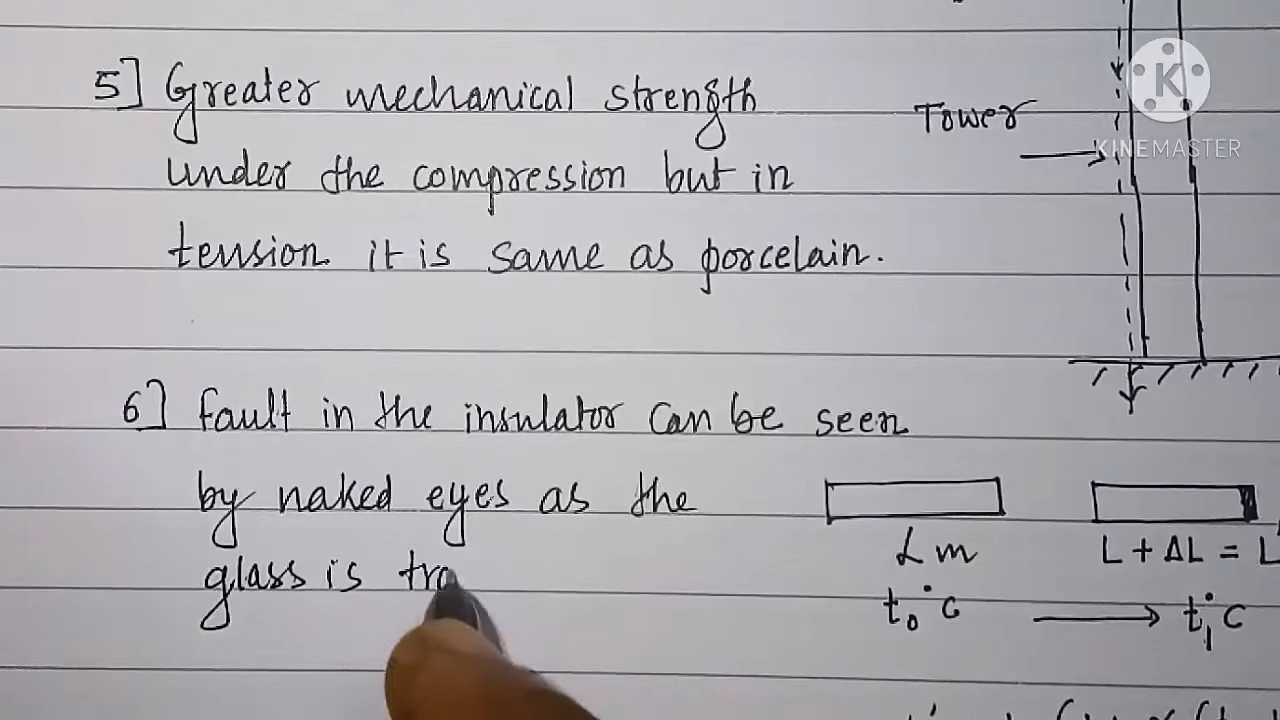 5] Greater mechanical strength
under the compression but in
tension it is same as porcelain.
6] Fault in the insulator can be seen
by naked eyes as the
glass is tra
Tower
KINEMASTER
L m
L + ΔL = L
t₀°C → t₁°C